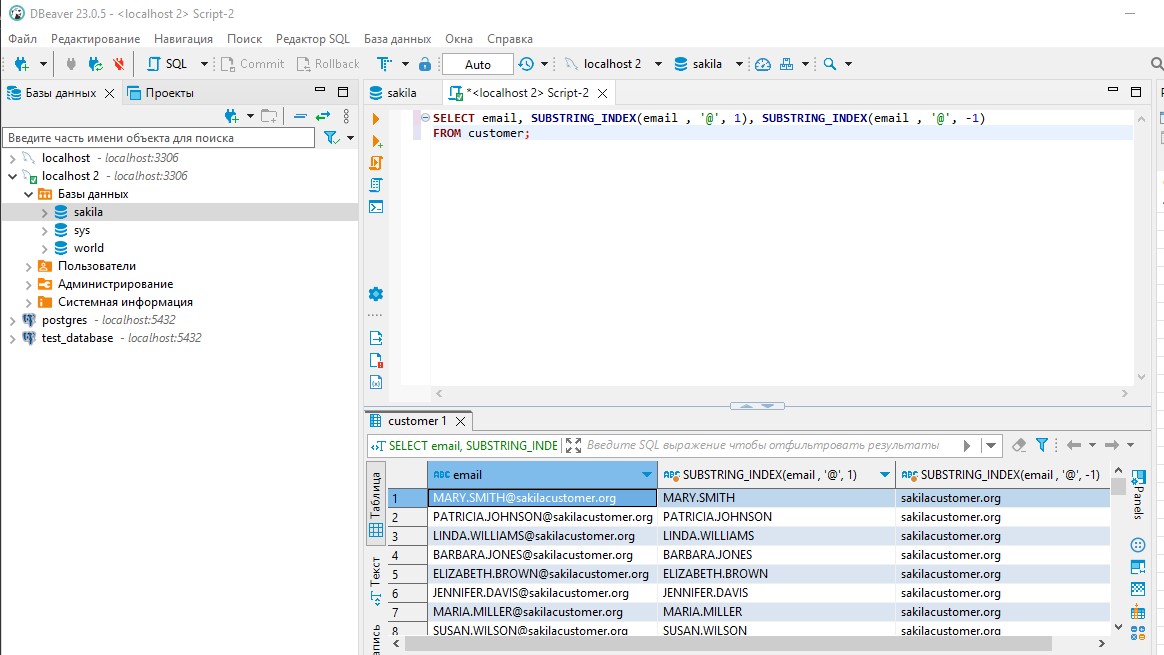 DBeaver 23.0.5 - <localhost 2> Script-2
Файл Редактирование Навигация Поиск Редактор SQL База данных Окна Справка
SQL Commit Rollback Auto localhost 2 sakila
Базы данных Проекты
Введите часть имени объекта для поиска
localhost - localhost:3306
localhost 2 - localhost:3306
Базы данных
sakila
sys
world
Пользователи
Администрирование
Системная информация
postgres - localhost:5432
test_database - localhost:5432
sakila *<localhost 2> Script-2
SELECT email, SUBSTRING_INDEX(email , '@', 1), SUBSTRING_INDEX(email , '@', -1)
FROM customer;
customer 1
SELECT email, SUBSTRING_INDE Введите SQL выражение чтобы отфильтровать результаты
Таблица
Текст
ABC email ABC SUBSTRING_INDEX(email , '@', 1) ABC SUBSTRING_INDEX(email , '@', -1)
1 MARY.SMITH@sakilacustomer.org MARY.SMITH sakilacustomer.org
2 PATRICIA.JOHNSON@sakilacustomer.org PATRICIA.JOHNSON sakilacustomer.org
3 LINDA.WILLIAMS@sakilacustomer.org LINDA.WILLIAMS sakilacustomer.org
4 BARBARA.JONES@sakilacustomer.org BARBARA.JONES sakilacustomer.org
5 ELIZABETH.BROWN@sakilacustomer.org ELIZABETH.BROWN sakilacustomer.org
6 JENNIFER.DAVIS@sakilacustomer.org JENNIFER.DAVIS sakilacustomer.org
7 MARIA.MILLER@sakilacustomer.org MARIA.MILLER sakilacustomer.org
8 SUSAN.WILSON@sakilacustomer.org SUSAN.WILSON sakilacustomer.org
Panels